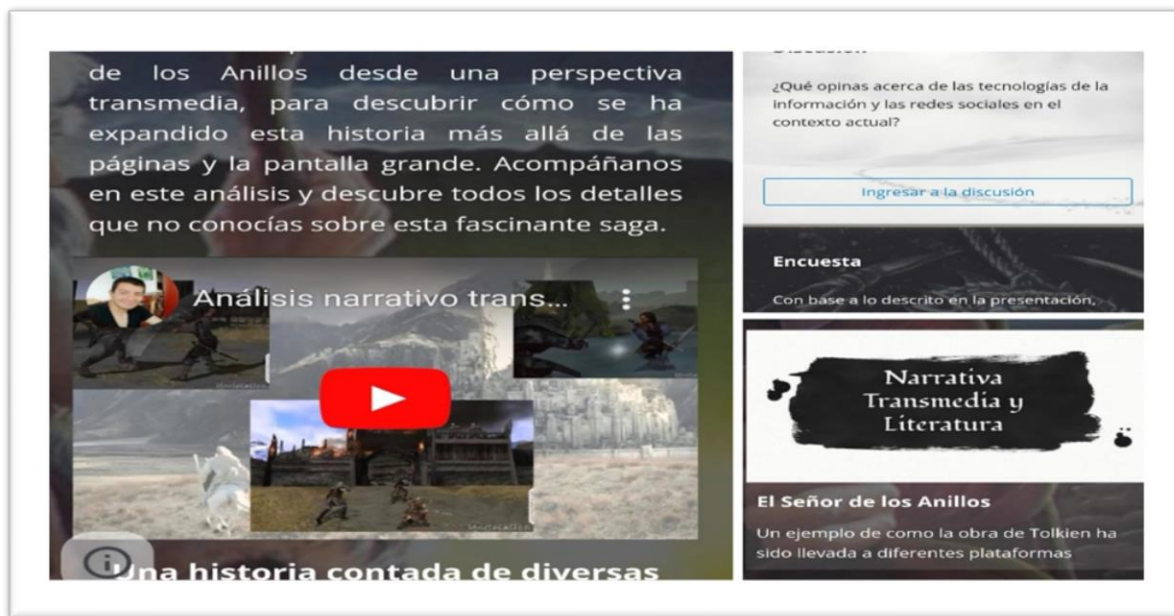 de los Anillos desde una perspectiva
transmedia, para descubrir cómo se ha
expandido esta historia más allá de las
páginas y la pantalla grande. Acompáñanos
en este análisis y descubre todos los detalles
que no conocías sobre esta fascinante saga.
Análisis narrativo trans...
Una historia contada de diversas
Discusión
¿Qué opinas acerca de las tecnologías de la
información y las redes sociales en el
contexto actual?
Ingresar a la discusión
Encuesta
Con base a lo descrito en la presentación,
Narrativa
Transmedia y
Literatura
El Señor de los Anillos
Un ejemplo de como la obra de Tolkien ha
sido llevada a diferentes plataformas